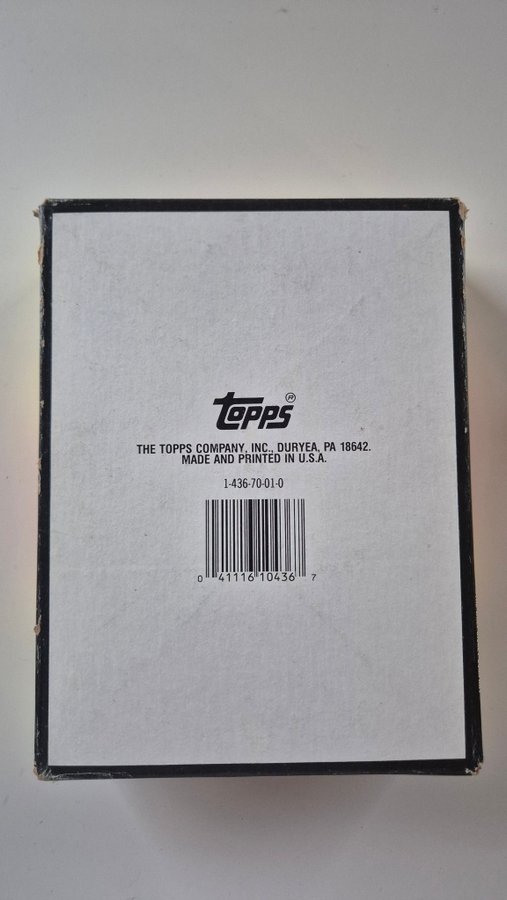 Topps®
THE TOPPS COMPANY, INC., DURYEA, PA 18642.
MADE AND PRINTED IN U.S.A.
1-436-70-01-0
0 41116 10436 7